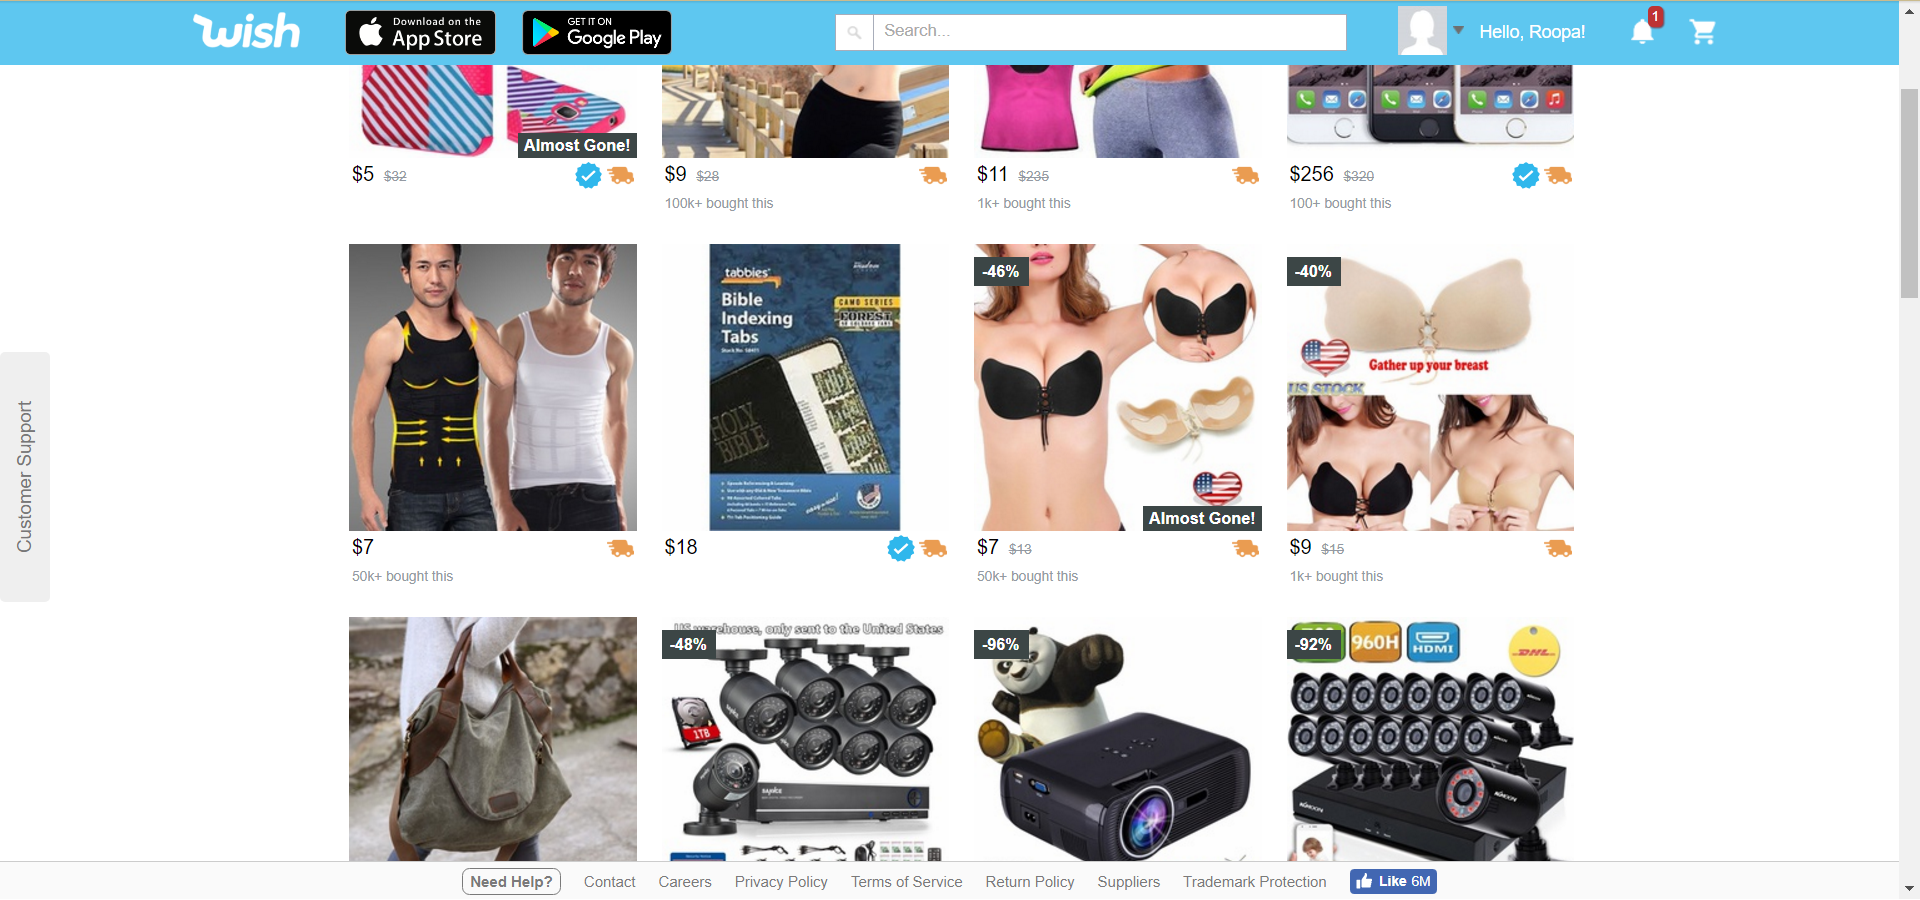 wish
Download on the
App Store
GET IT ON
Google Play
Search...
Hello, Roopa!
1
Almost Gone!
$5 $32
$9 $28
100k+ bought this
$11 $235
1k+ bought this
$256 $320
100+ bought this
Customer Support
tabbies
Bible
Indexing
Tabs
CAMO SERIES
FOREST
HOLY
BIBLE
-46%
Almost Gone!
-40%
US STOCK
Gather up your breast
$7
50k+ bought this
$18
$7 $13
50k+ bought this
$9 $15
1k+ bought this
US warehouse, only sent to the United States
-48%
1TB
SANNCE
-96%
-92%
960H
HDMI
DHL
KKMOON
Need Help?
Contact
Careers
Privacy Policy
Terms of Service
Return Policy
Suppliers
Trademark Protection
Like 6M